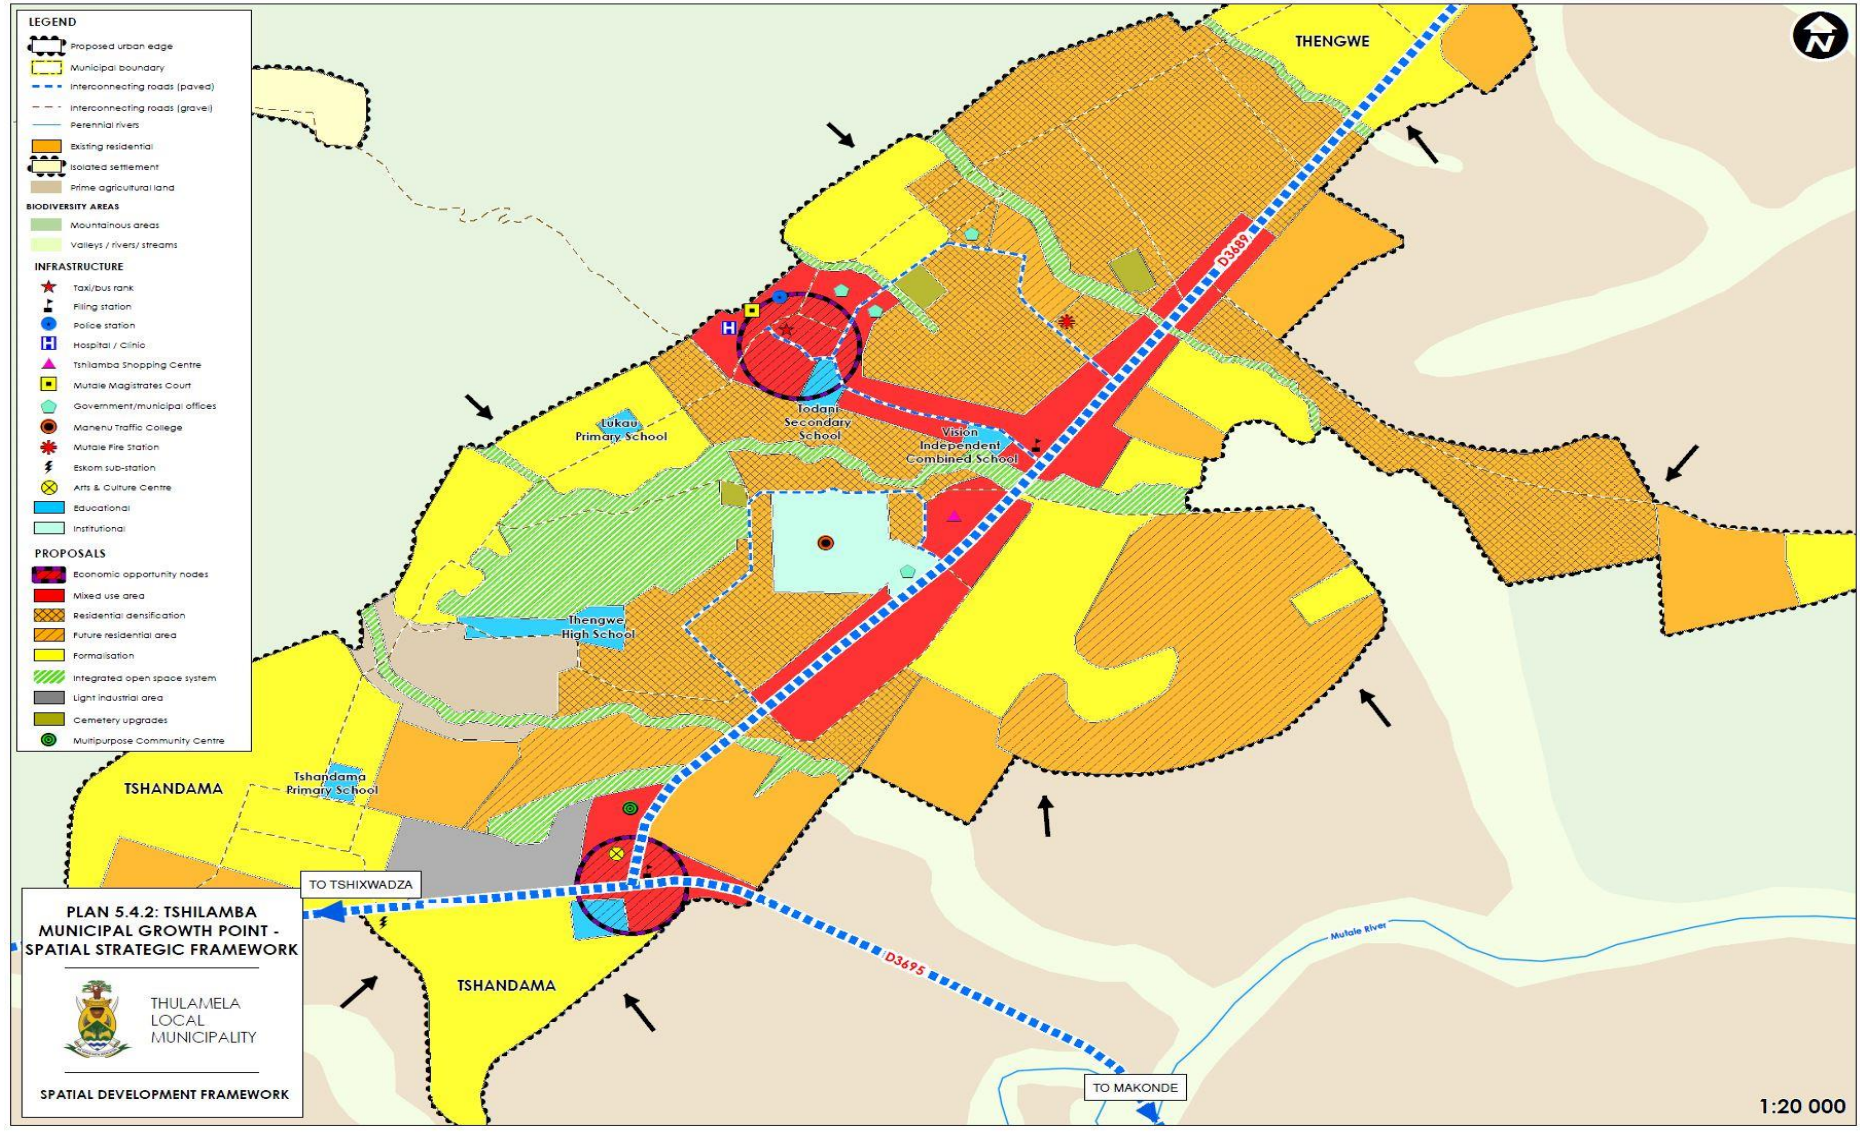 LEGEND
Proposed urban edge
Municipal boundary
Interconnecting roads (paved)
Interconnecting roads (gravel)
Perennial rivers
Existing residential
Isolated settlement
Prime agricultural land
BIODIVERSITY AREAS
Mountainous areas
Valleys / rivers/ streams
INFRASTRUCTURE
Taxi/bus rank
Filling station
Police station
H
Hospital / Clinic
Tshilamba Shopping Centre
Mutale Magistrates Court
Government/municipal offices
Manenu Traffic College
Mutale Fire Station
Eskom sub-station
Arts & Culture Centre
Educational
Institutional
PROPOSALS
Economic opportunity nodes
Mixed use area
Residential densification
Future residential area
Formalisation
Integrated open space system
Light industrial area
Cemetery upgrades
Multipurpose Community Centre
THENGWE
N
D3689
H
Lukau
Primary School
Todani
Secondary
School
Vision
Independent
Combined School
Thengwe
High School
Tshandama
Primary School
TSHANDAMA
TO TSHIXWADZA
TSHANDAMA
D3695
Mutale River
TO MAKONDE
PLAN 5.4.2: TSHILAMBA
MUNICIPAL GROWTH POINT -
SPATIAL STRATEGIC FRAMEWORK
THULAMELA
LOCAL
MUNICIPALITY
SPATIAL DEVELOPMENT FRAMEWORK
1:20 000